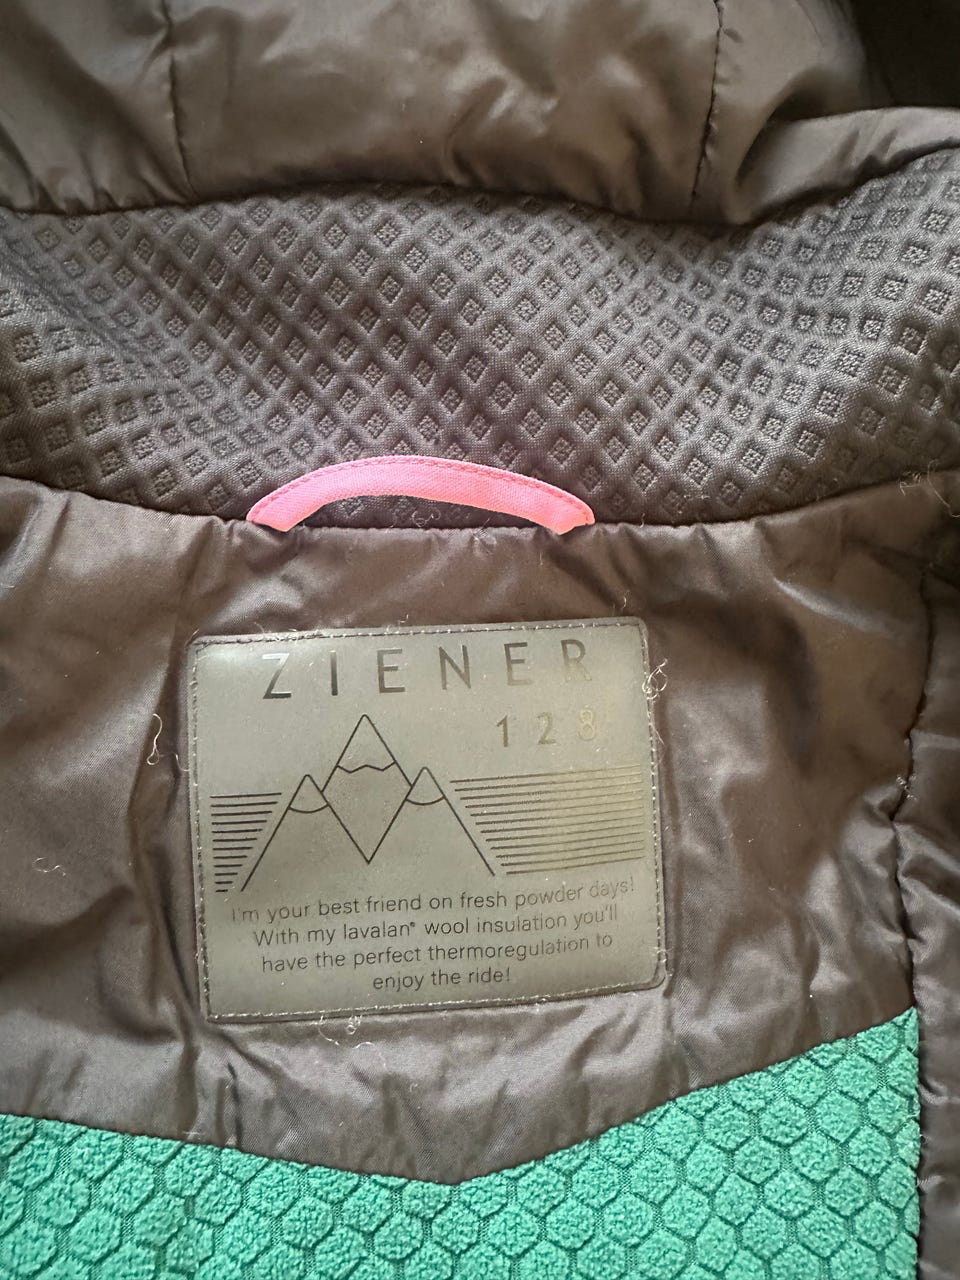 ZIENER
128
I'm your best friend on fresh powder days!
With my lavalan® wool insulation you'll
have the perfect thermoregulation to
enjoy the ride!